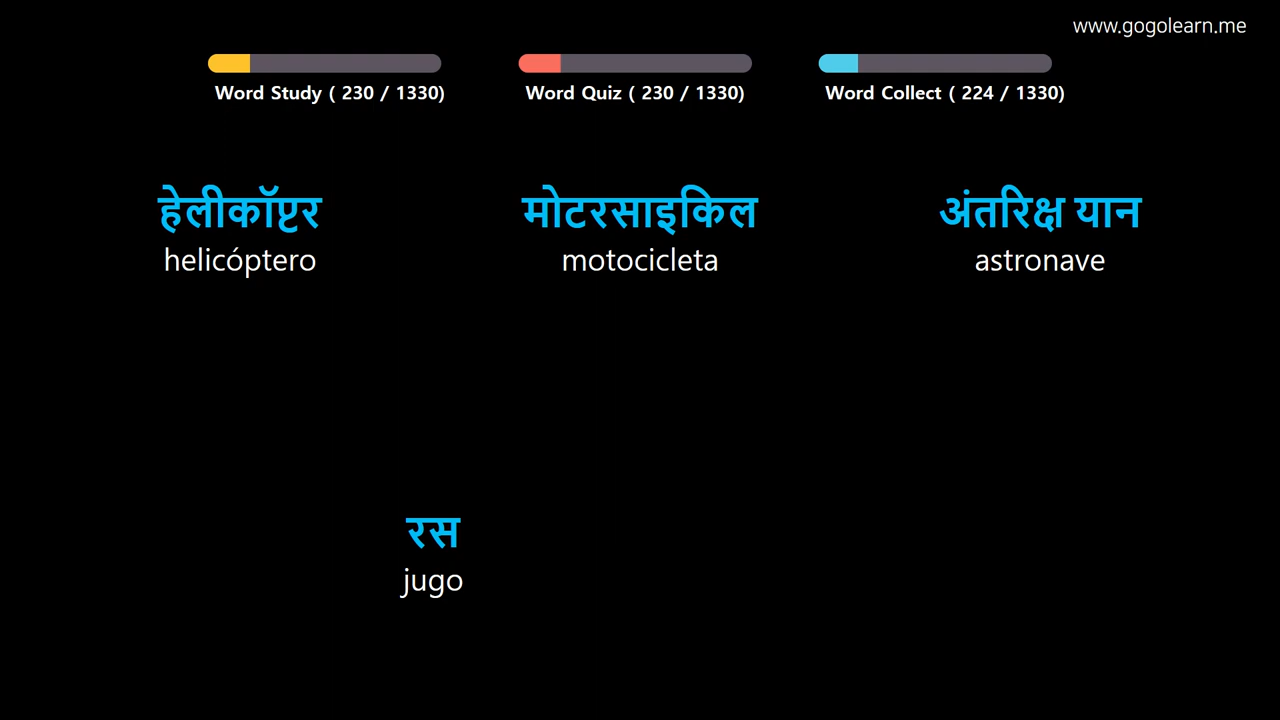 www.gogolearn.me
Word Study ( 230 / 1330)
Word Quiz ( 230 / 1330)
Word Collect ( 224 / 1330)
हेलीकॉप्टर
helicóptero
मोटरसाइकिल
motocicleta
अंतरिक्ष यान
astronave
रस
jugo